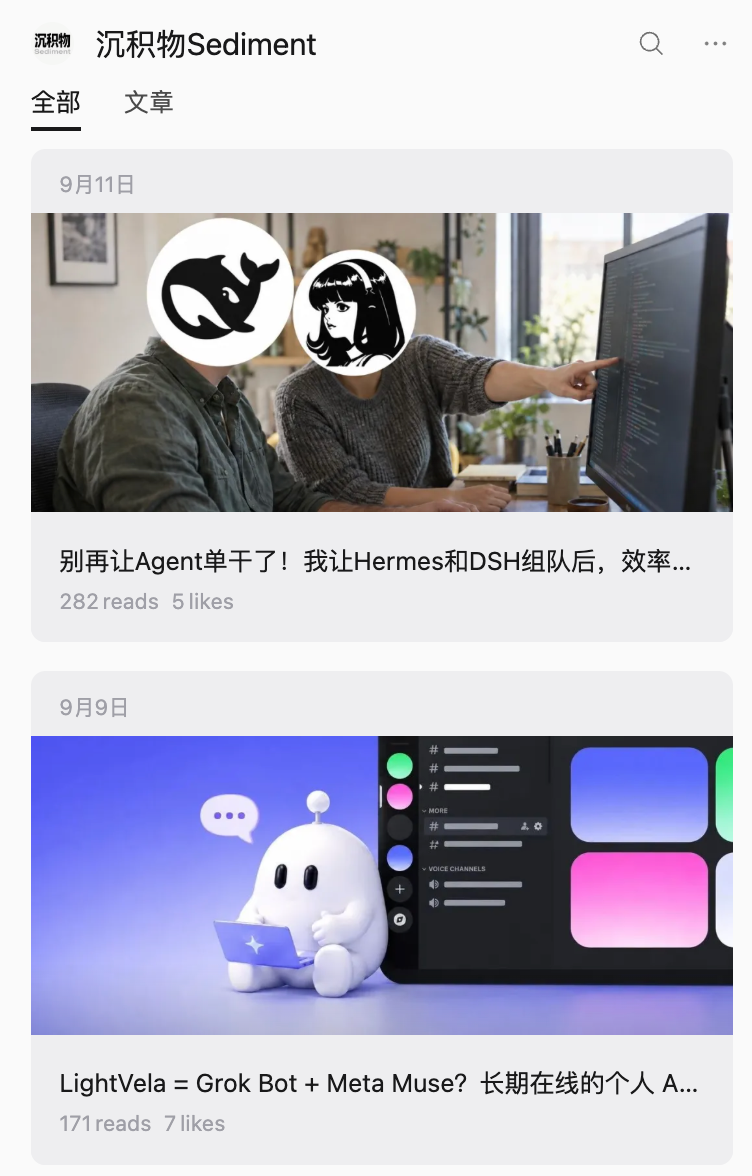 沉积物
Sediment
沉积物Sediment
全部 文章
9月11日
别再让Agent单干了！我让Hermes和DSH组队后，效率...
282 reads 5 likes
9月9日
MORE
VOICE CHANNELS
LightVela = Grok Bot + Meta Muse？长期在线的个人 A...
171 reads 7 likes